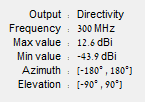 Output : Directivity
Frequency : 300 MHz
Max value : 12.6 dBi
Min value : -43.9 dBi
Azimuth : [-180° , 180°]
Elevation : [-90° , 90°]